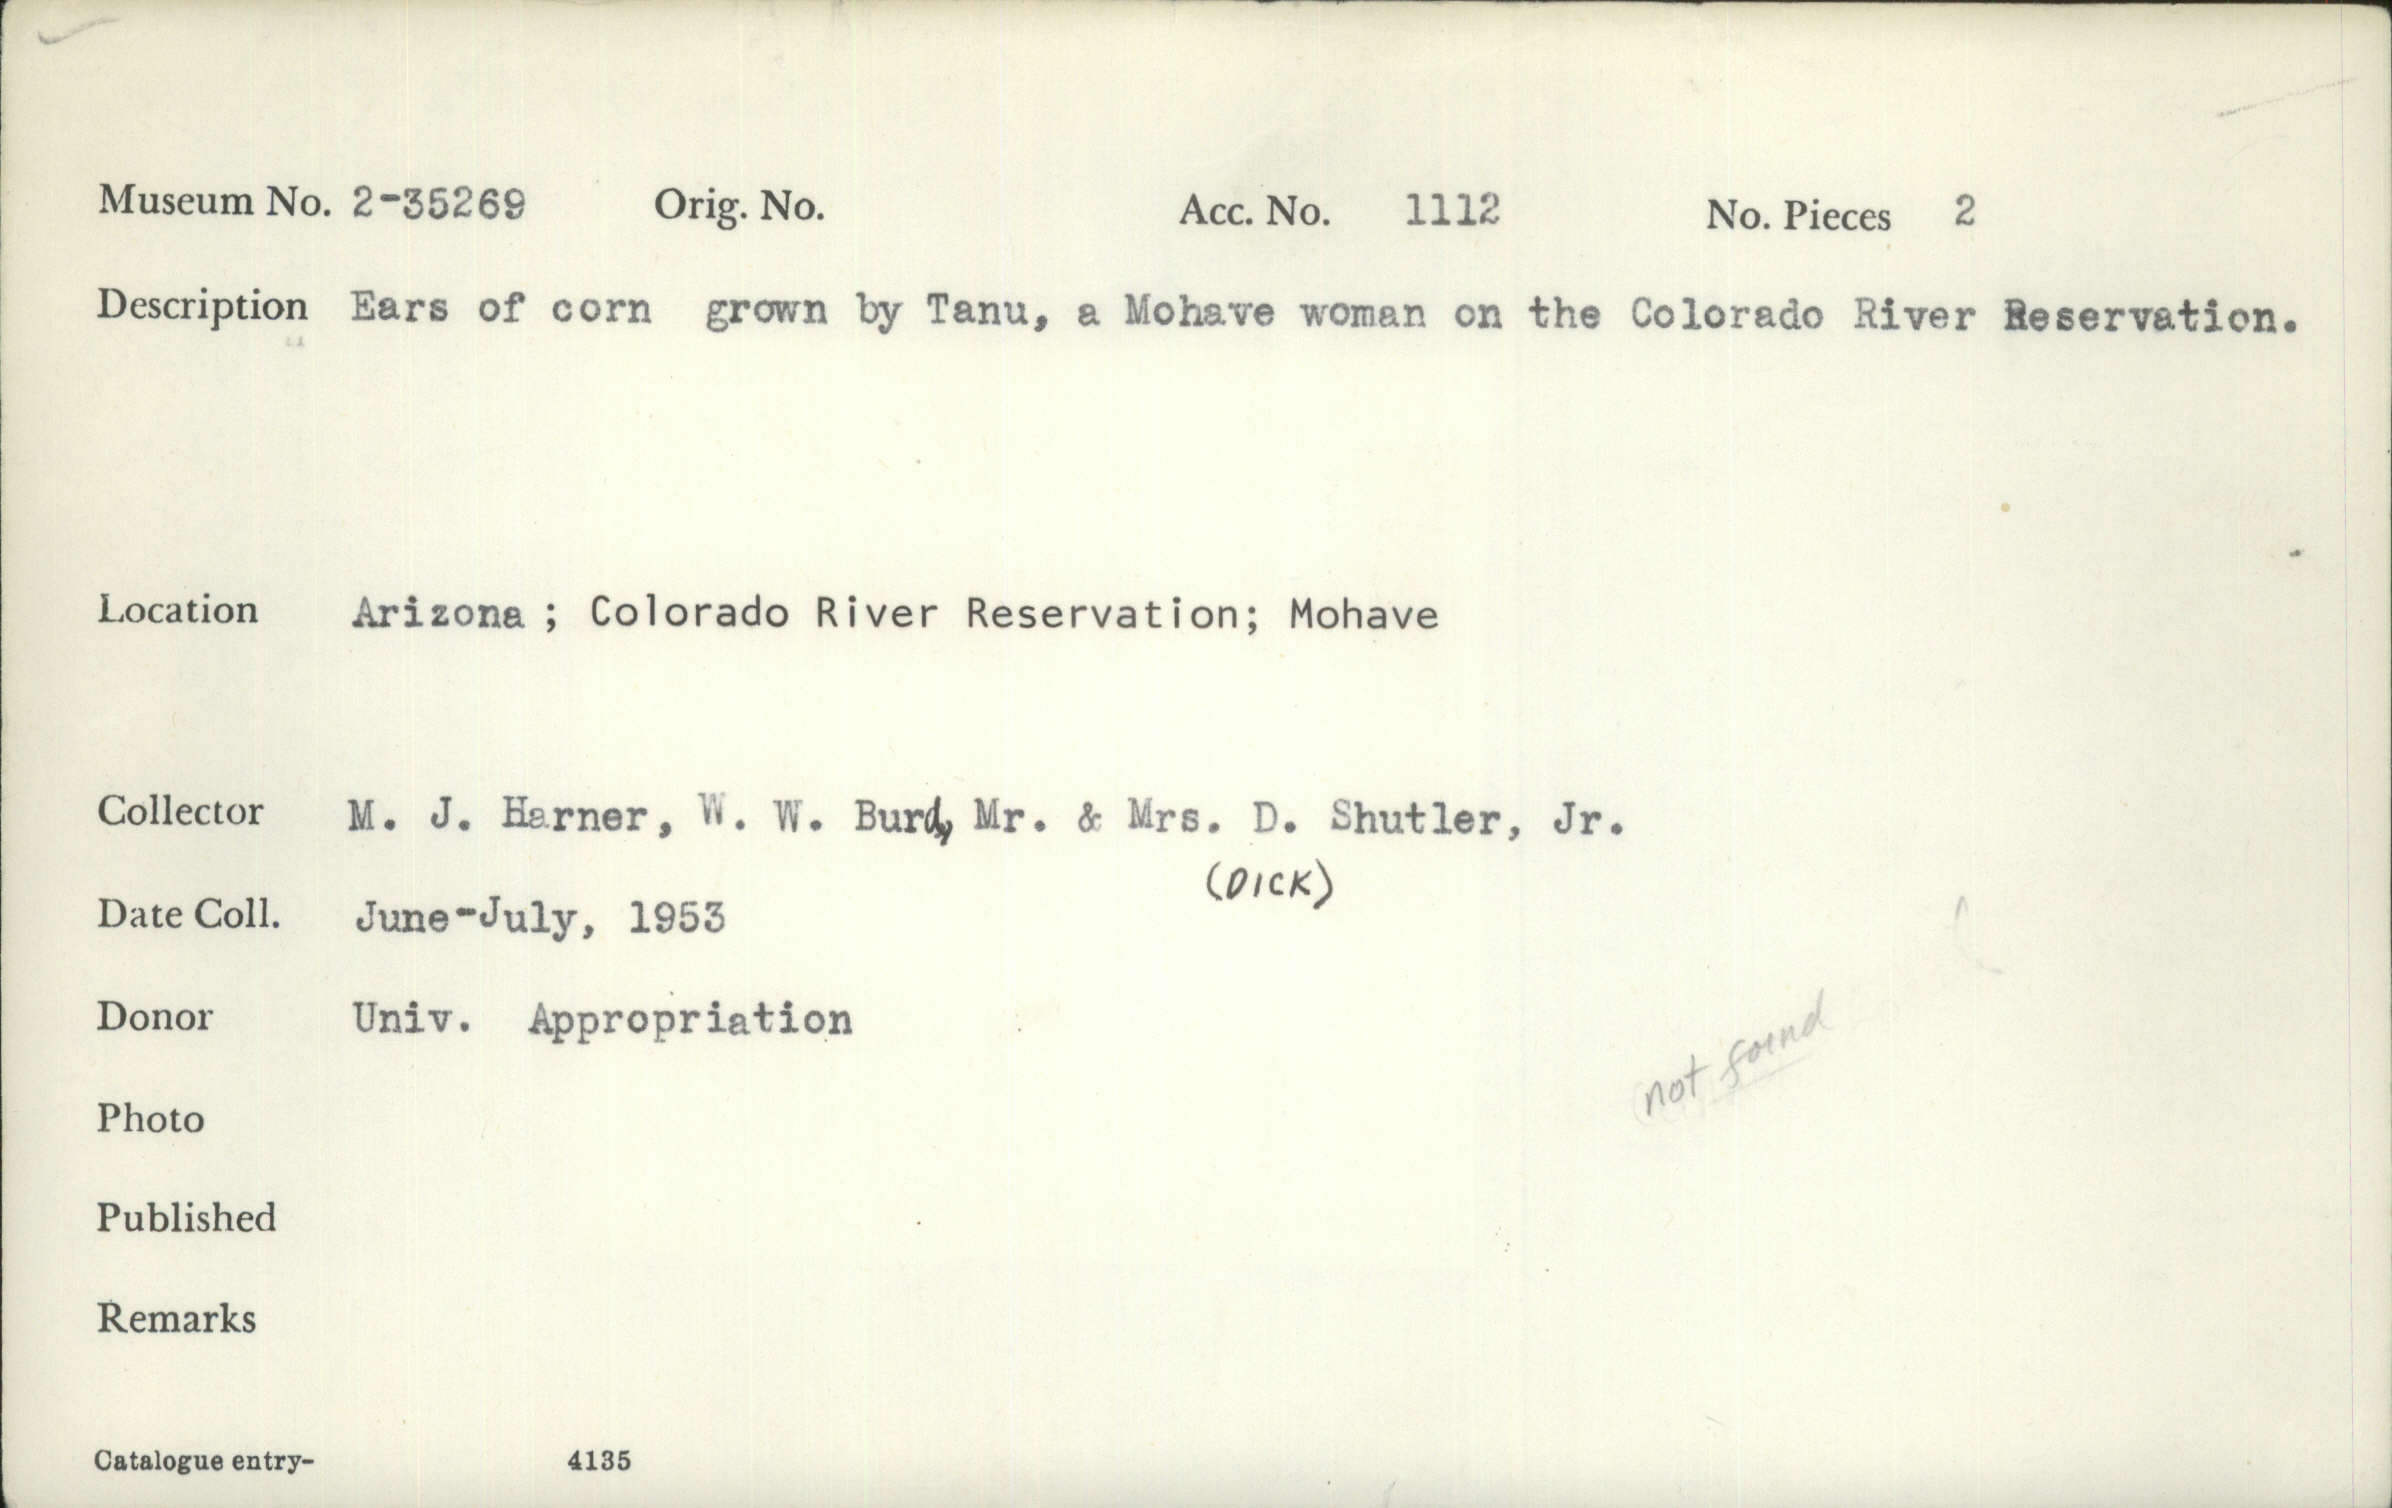 Museum No. 2-35269 Orig. No. Acc. No. 1112 No. Pieces 2
Description Ears of corn grown by Tanu, a Mohave woman on the Colorado River Reservation.
Location Arizona ; Colorado River Reservation; Mohave
Collector M. J. Harner, W. W. Burd, Mr. & Mrs. D. Shutler, Jr.
(DICK)
Date Coll. June-July, 1953
Donor Univ. Appropriation
not found
Photo
Published
Remarks
Catalogue entry- 4135